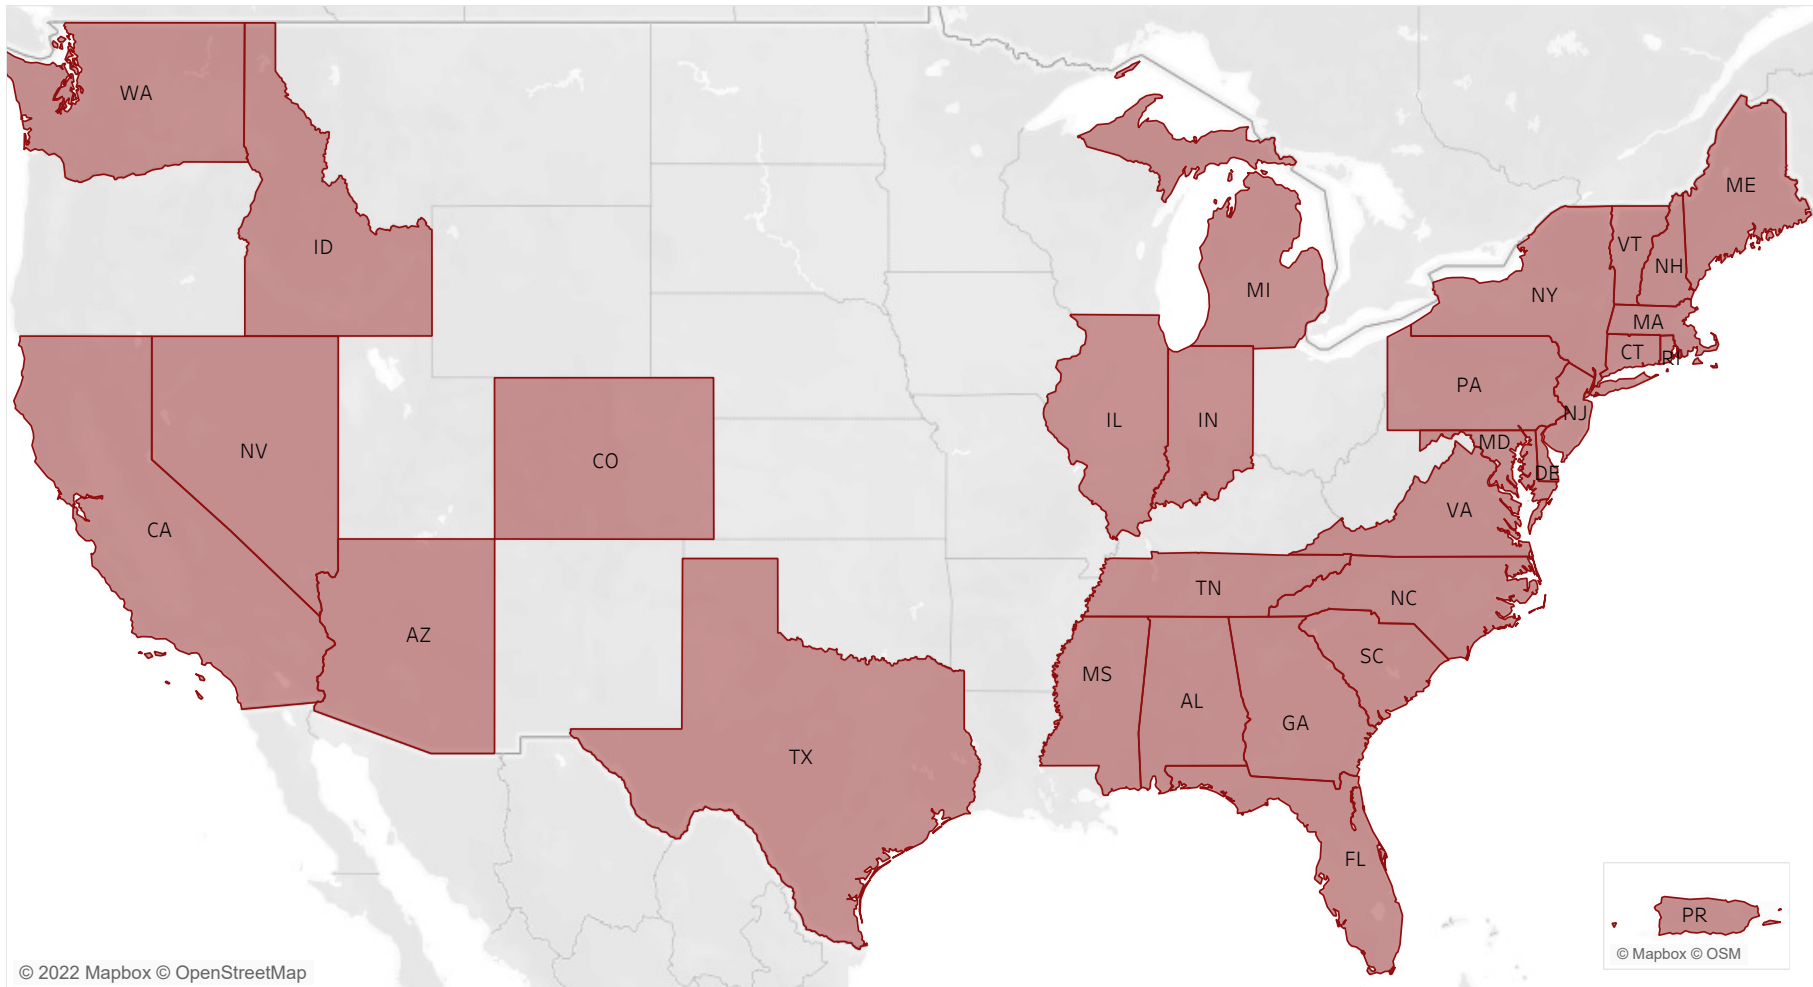 WA
ME
ID
VT
NH
MI
NY
MA
CT
RI
PA
NJ
IL
IN
MD
NV
CO
DE
CA
VA
TN
NC
AZ
SC
MS
AL
GA
TX
FL
PR
© Mapbox © OSM
© 2022 Mapbox © OpenStreetMap